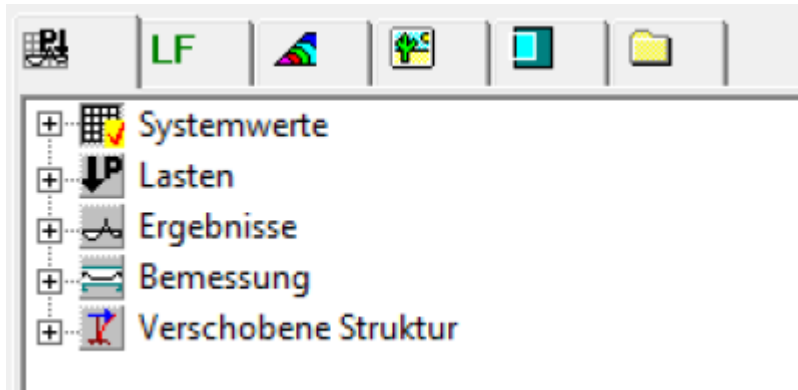 LF
Systemwerte
P Lasten
Ergebnisse
Bemessung
Verschobene Struktur